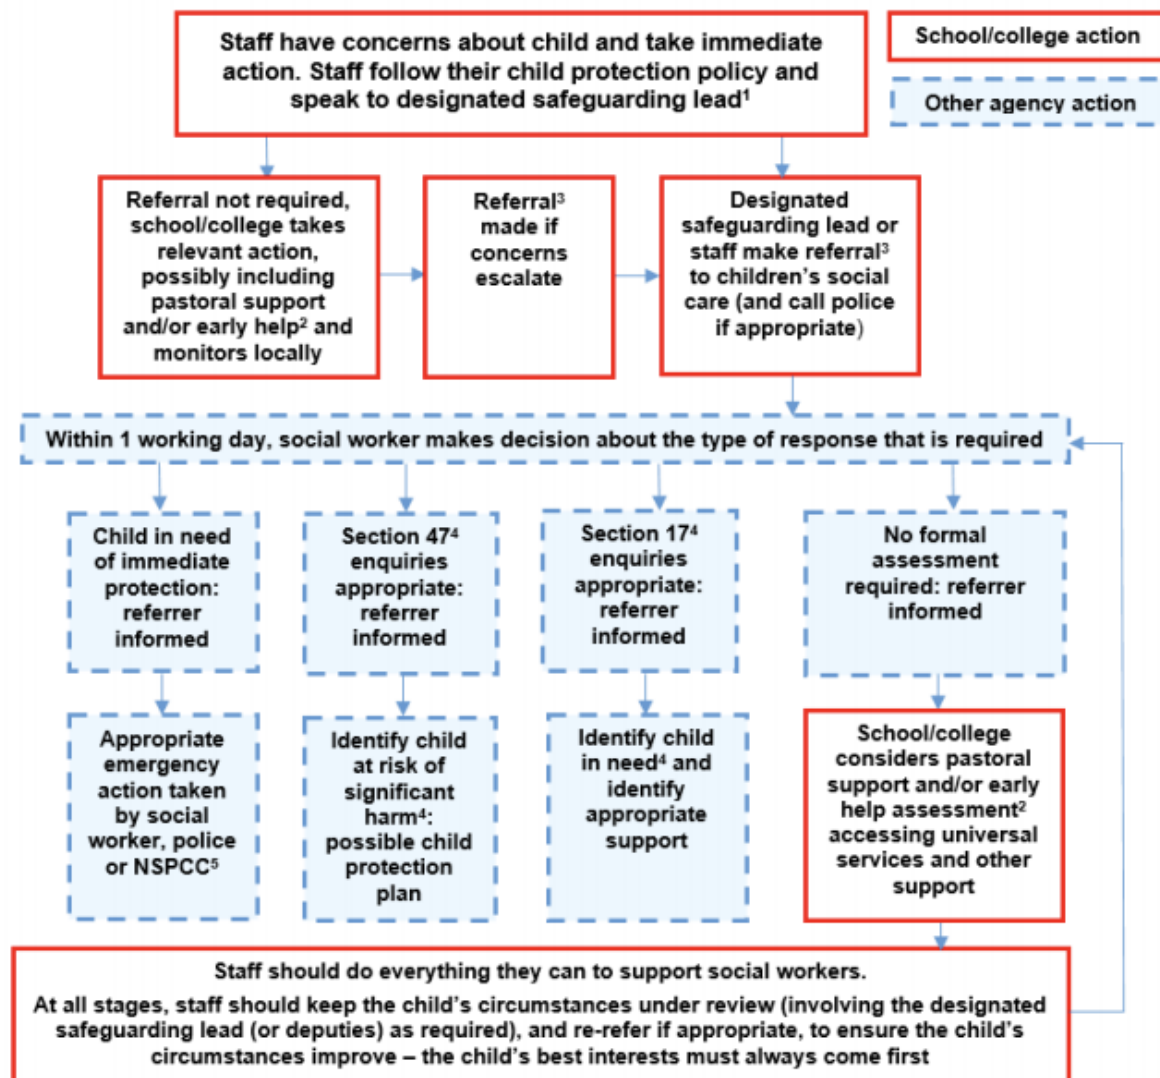 Staff have concerns about child and take immediate
action. Staff follow their child protection policy and
speak to designated safeguarding lead¹
School/college action
Other agency action
Referral not required,
school/college takes
relevant action,
possibly including
pastoral support
and/or early help² and
monitors locally
Referral³
made if
concerns
escalate
Designated
safeguarding lead or
staff make referral³
to children's social
care (and call police
if appropriate)
Within 1 working day, social worker makes decision about the type of response that is required
Child in need
of immediate
protection:
referrer
informed
Section 47⁴
enquiries
appropriate:
referrer
informed
Section 17⁴
enquiries
appropriate:
referrer
informed
No formal
assessment
required: referrer
informed
Appropriate
emergency
action taken
by social
worker, police
or NSPCC⁵
Identify child
at risk of
significant
harm⁴:
possible child
protection
plan
Identify child
in need⁴ and
identify
appropriate
support
School/college
considers pastoral
support and/or early
help assessment²
accessing universal
services and other
support
Staff should do everything they can to support social workers.
At all stages, staff should keep the child's circumstances under review (involving the designated
safeguarding lead (or deputies) as required), and re-refer if appropriate, to ensure the child's
circumstances improve – the child's best interests must always come first